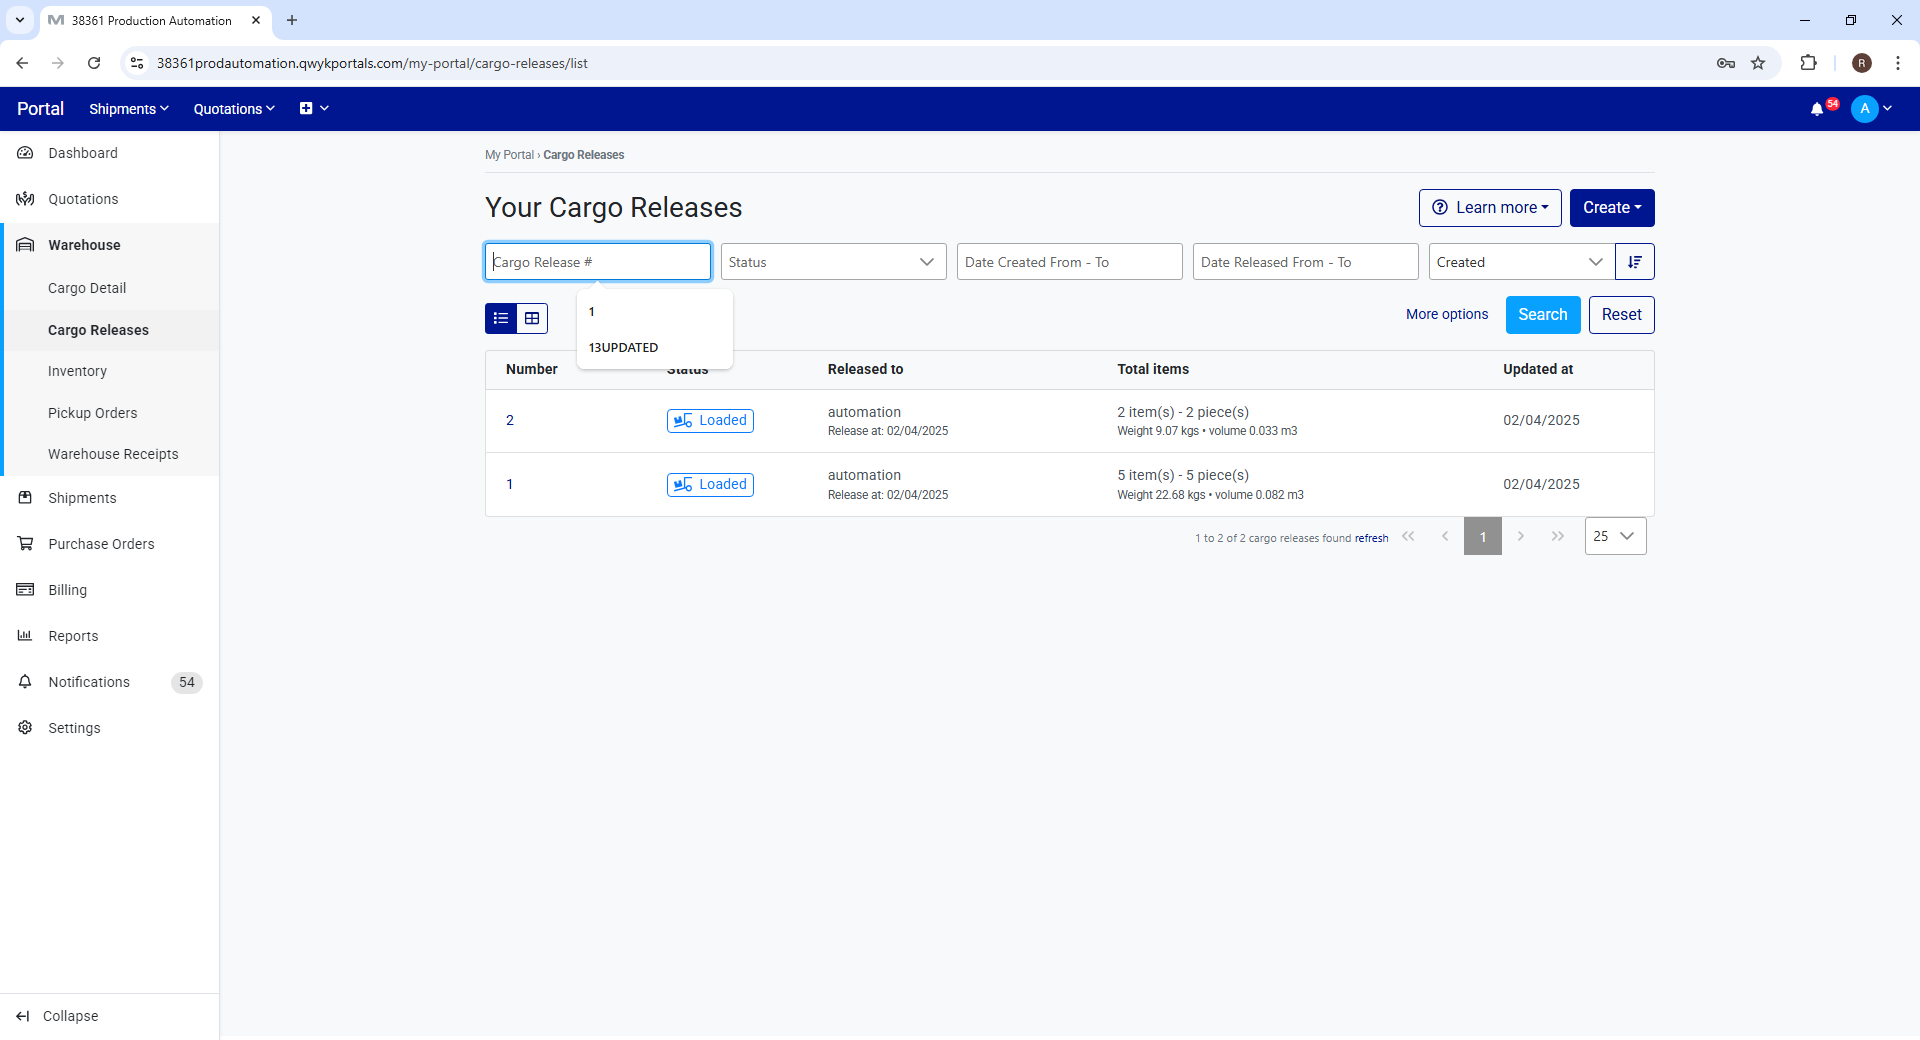 38361 Production Automation
38361prodautomation.qwykportals.com/my-portal/cargo-releases/list
R
Portal
Shipments
Quotations
54
A
Dashboard
Quotations
Warehouse
Cargo Detail
Cargo Releases
Inventory
Pickup Orders
Warehouse Receipts
Shipments
Purchase Orders
Billing
Reports
Notifications 54
Settings
Collapse
My Portal › Cargo Releases
Your Cargo Releases
Learn more
Create
Cargo Release #
Status
Date Created From - To
Date Released From - To
Created
1
13UPDATED
More options
Search
Reset
Number Status Released to Total items Updated at
2 Loaded automation 2 item(s) - 2 piece(s) 02/04/2025
Release at: 02/04/2025 Weight 9.07 kgs • volume 0.033 m3
1 Loaded automation 5 item(s) - 5 piece(s) 02/04/2025
Release at: 02/04/2025 Weight 22.68 kgs • volume 0.082 m3
1 to 2 of 2 cargo releases found refresh
1
25